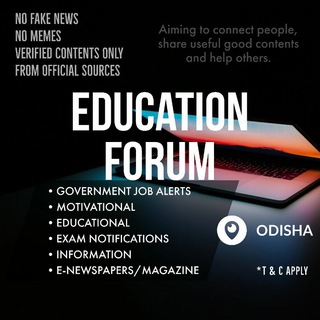 NO FAKE NEWS
NO MEMES
VERIFIED CONTENTS ONLY
FROM OFFICIAL SOURCES
Aiming to connect people,
share useful good contents
and help others.
EDUCATION
FORUM
• GOVERNMENT JOB ALERTS
• MOTIVATIONAL
• EDUCATIONAL
• EXAM NOTIFICATIONS
• INFORMATION
• E-NEWSPAPERS/MAGAZINE
ODISHA
*T & C APPLY